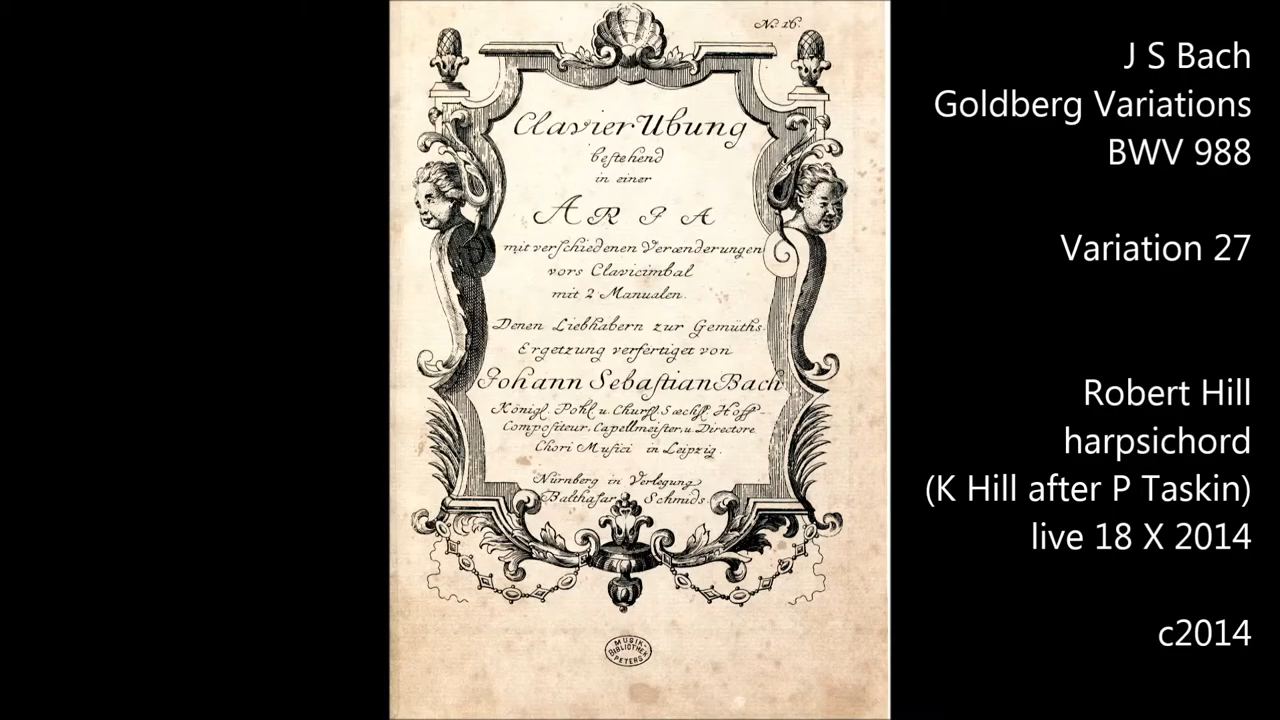 N.º 16.
Clavier Ubung
bestehend
in einer
ARIA
mit verschiedenen Verænderungen
vors Clavicimbal
mit 2 Manualen.
Denen Liebhabern zur Gemüths-
Ergetzung verfertiget von
Johann Sebastian Bach
Königl. Pohl. u. Churfl. Sæchs. Hoff-
Compositeur, Capellmeister, u. Directore
Chori Musici in Leipzig.
Nürnberg in Verlegung
Balthasar Schmids
MUSIK-
BIBLIOTHEK
PETERS
J S Bach
Goldberg Variations
BWV 988
Variation 27
Robert Hill
harpsichord
(K Hill after P Taskin)
live 18 X 2014
c2014